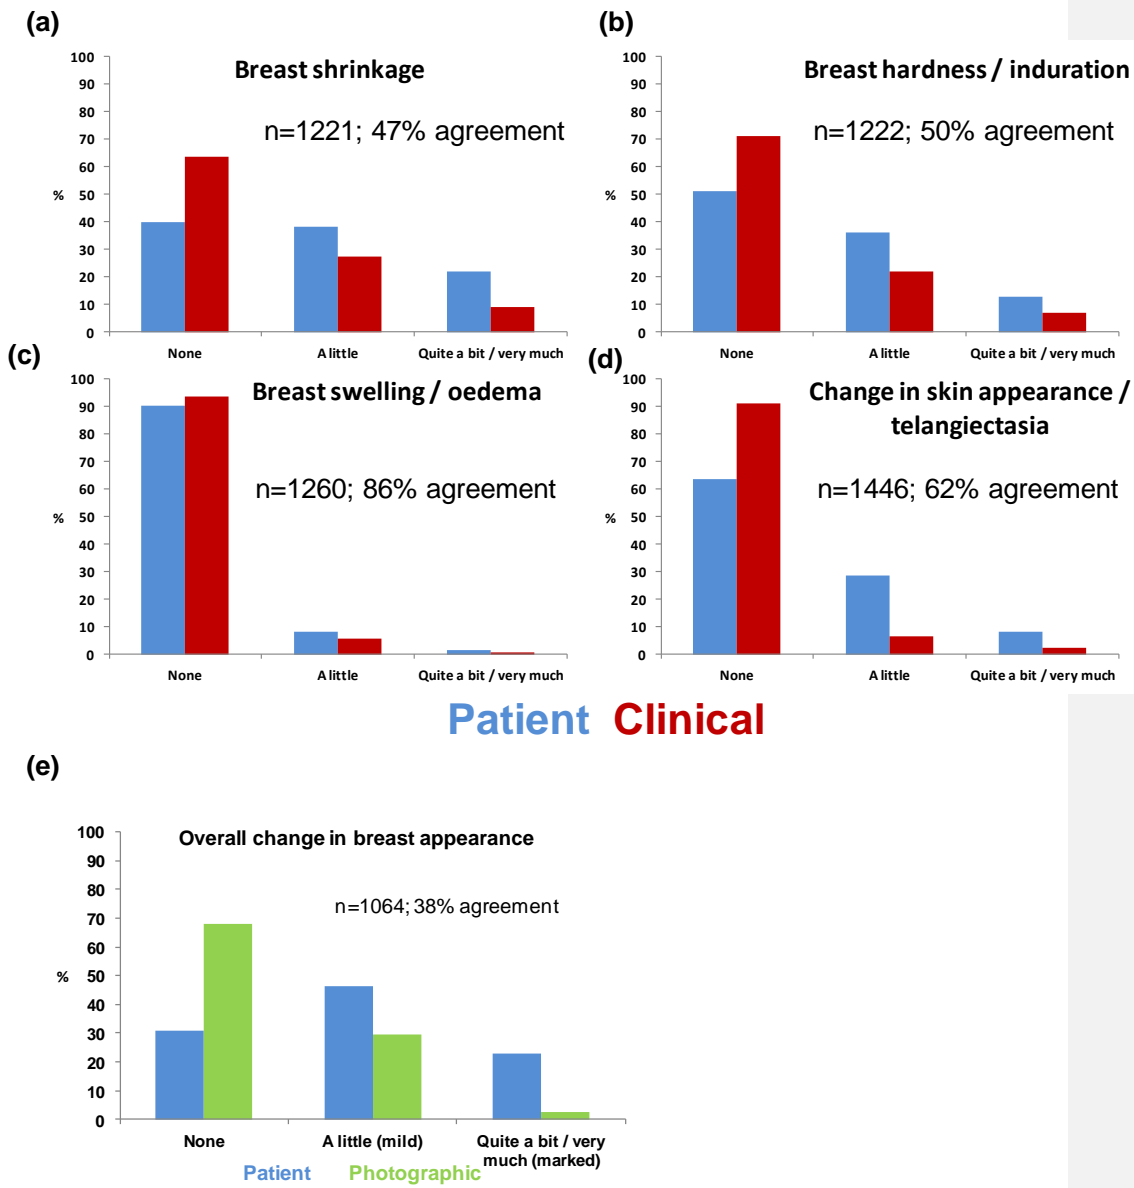 (a)
Breast shrinkage
n=1221; 47% agreement
100
90
80
70
60
50
40
30
20
10
0
%
None
A little
Quite a bit / very much
(b)
Breast hardness / induration
n=1222; 50% agreement
100
90
80
70
60
50
40
30
20
10
0
%
None
A little
Quite a bit / very much
(c)
Breast swelling / oedema
n=1260; 86% agreement
100
90
80
70
60
50
40
30
20
10
0
%
None
A little
Quite a bit / very much
(d)
Change in skin appearance /
telangiectasia
n=1446; 62% agreement
100
90
80
70
60
50
40
30
20
10
0
%
None
A little
Quite a bit / very much
Patient Clinical
(e)
Overall change in breast appearance
n=1064; 38% agreement
100
90
80
70
60
50
40
30
20
10
0
%
None
A little (mild)
Quite a bit / very
much (marked)
Patient Photographic